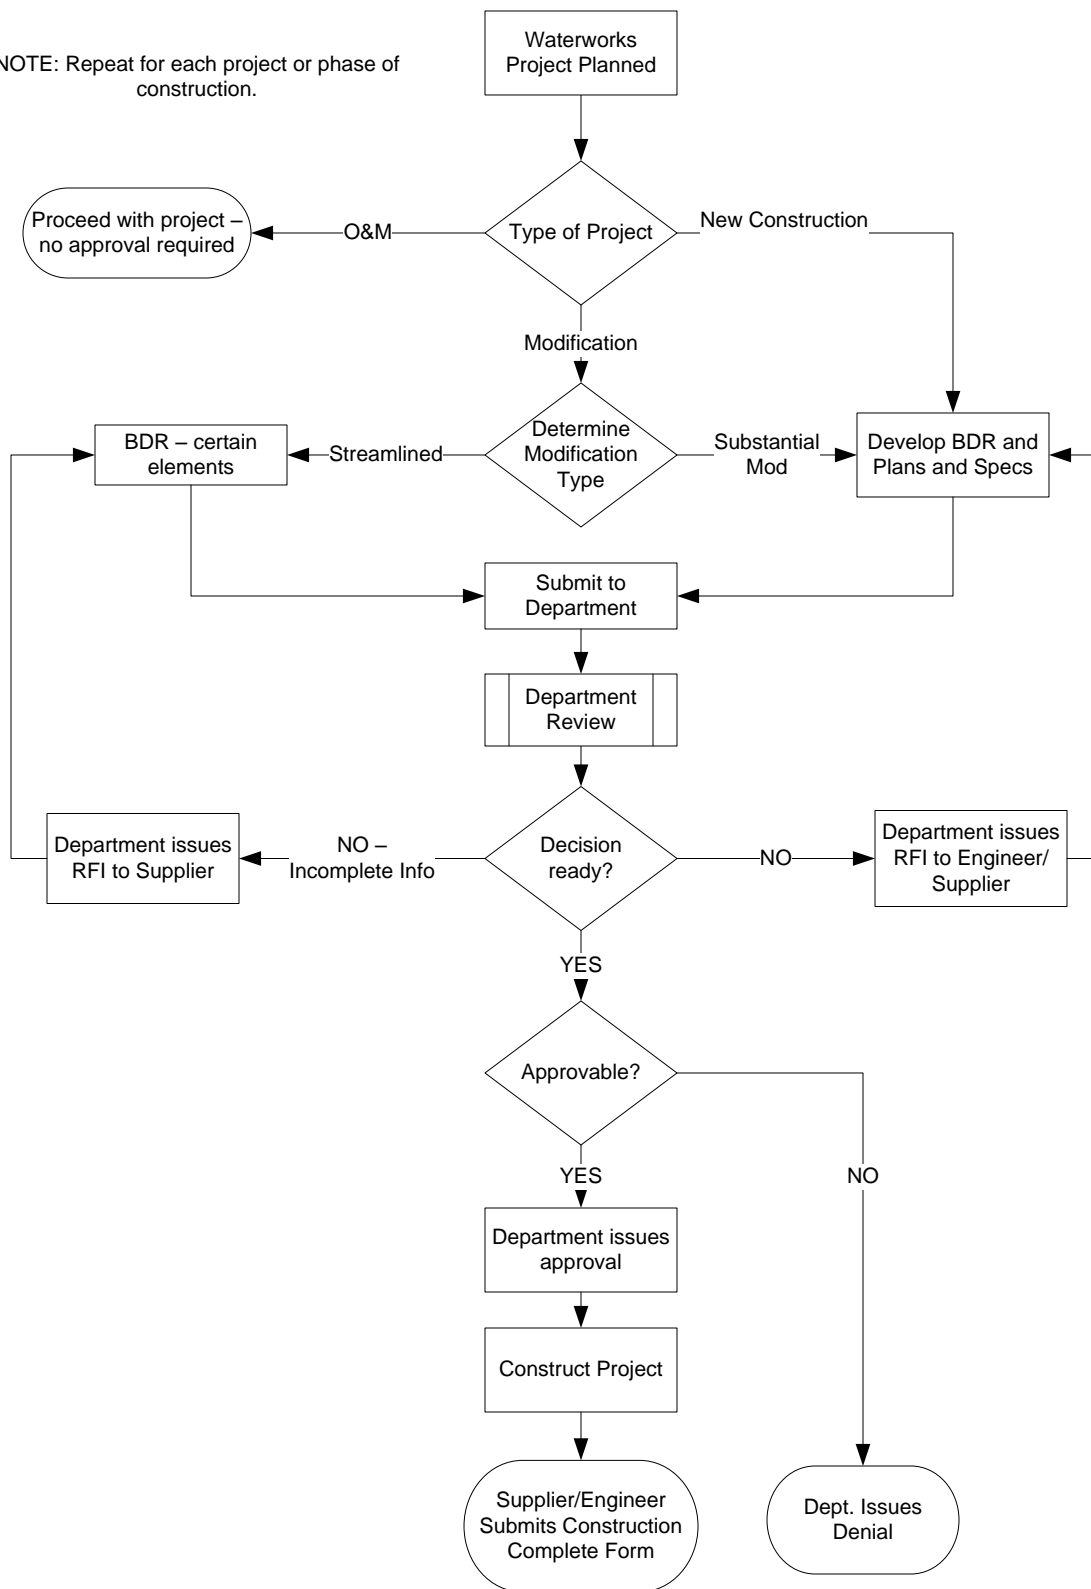 Waterworks
Project Planned
NOTE: Repeat for each project or phase of
construction.
Proceed with project –
no approval required
O&M
Type of Project
New Construction
Modification
BDR – certain
elements
Streamlined
Determine
Modification
Type
Substantial
Mod
Develop BDR and
Plans and Specs
Submit to
Department
Department
Review
Department issues
RFI to Supplier
NO –
Incomplete Info
Decision
ready?
NO
Department issues
RFI to Engineer/
Supplier
YES
Approvable?
YES
NO
Department issues
approval
Construct Project
Supplier/Engineer
Submits Construction
Complete Form
Dept. Issues
Denial